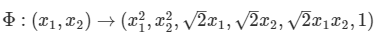 Φ : (x₁, x₂) → (x₁², x₂², √2x₁, √2x₂, √2x₁x₂, 1)